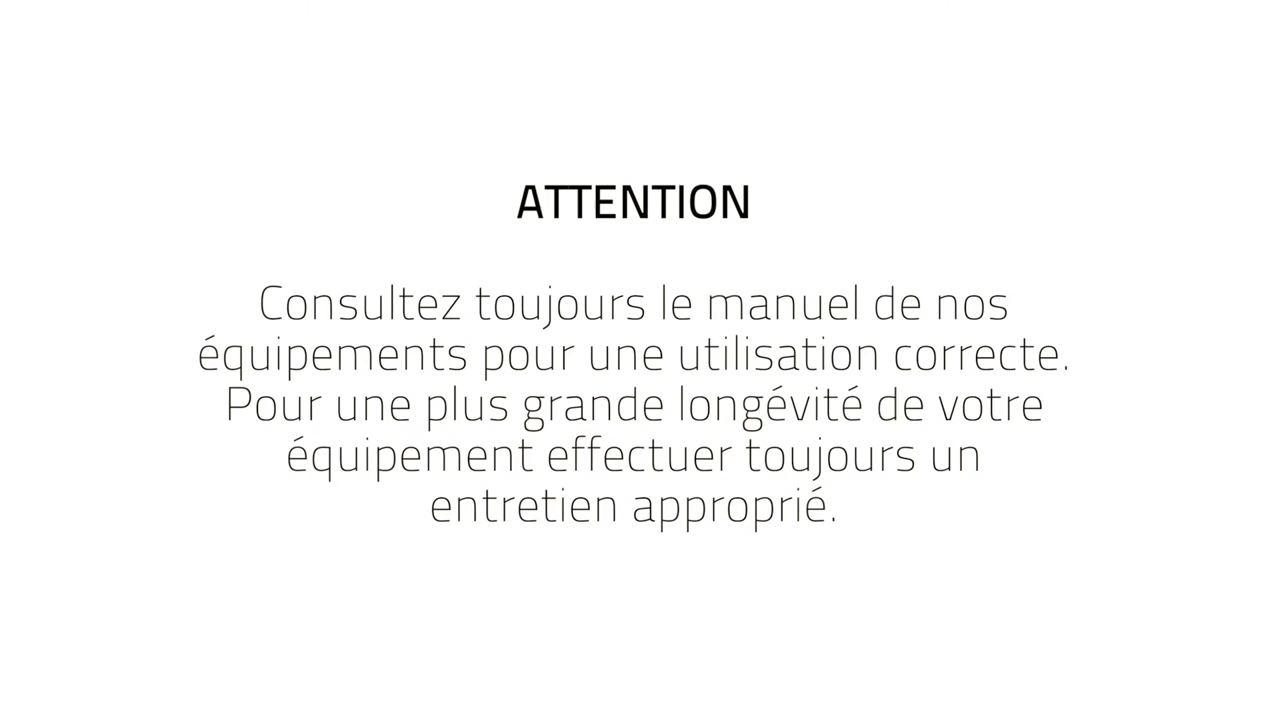 ATTENTION
Consultez toujours le manuel de nos
équipements pour une utilisation correcte.
Pour une plus grande longévité de votre
équipement effectuer toujours un
entretien approprié.